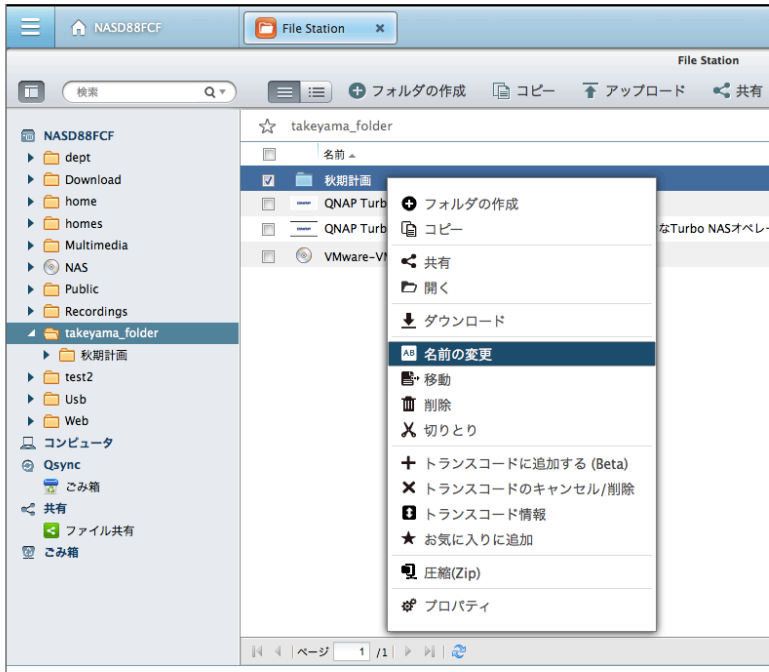 NASD88FCF
File Station
File Station
検索
フォルダの作成
コピー
アップロード
共有
NASD88FCF
dept
Download
home
homes
Multimedia
NAS
Public
Recordings
takeyama_folder
秋期計画
test2
Usb
Web
コンピュータ
Qsync
ごみ箱
共有
ファイル共有
ごみ箱
takeyama_folder
名前
秋期計画
QNAP Turb
QNAP Turb
なTurbo NASオペレー
VMware-VM
フォルダの作成
コピー
共有
開く
ダウンロード
AB 名前の変更
移動
削除
切りとり
トランスコードに追加する (Beta)
トランスコードのキャンセル/削除
トランスコード情報
お気に入りに追加
圧縮(Zip)
プロパティ
ページ 1 /1